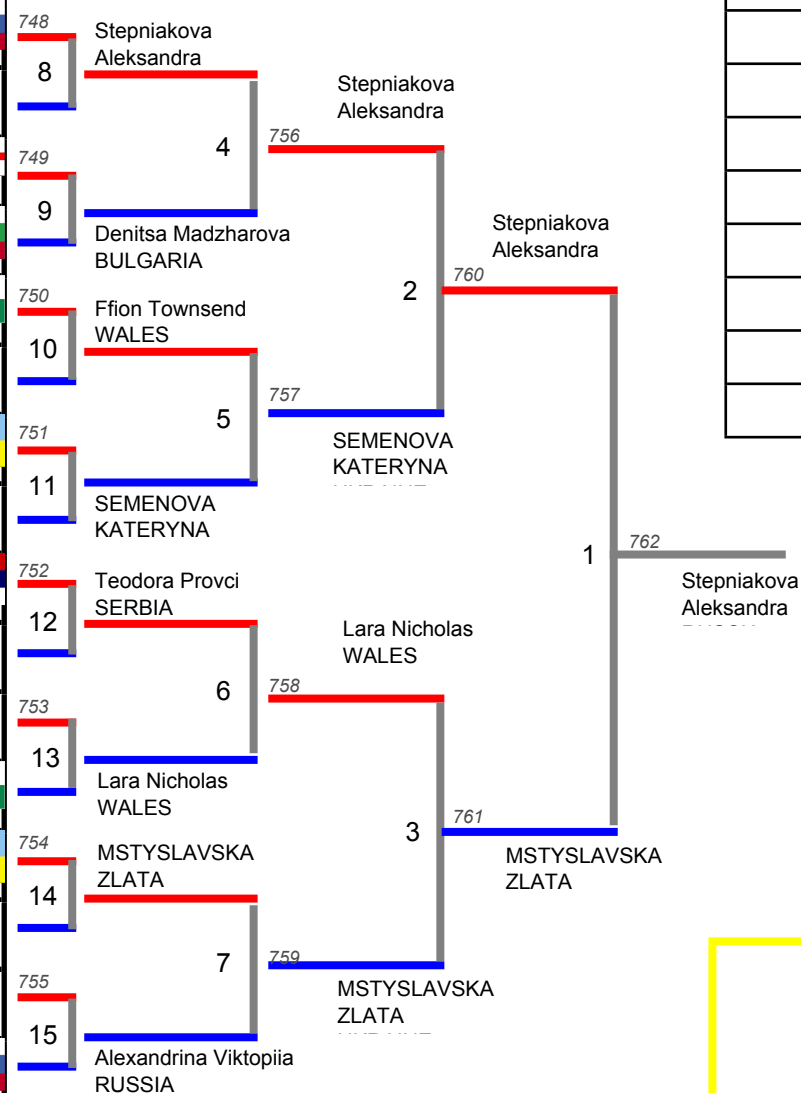 748
Stepniakova
Aleksandra
8
Stepniakova
Aleksandra
756
4
749
9
Denitsa Madzharova
BULGARIA
Stepniakova
Aleksandra
760
2
750
Ffion Townsend
WALES
10
757
5
SEMENOVA
KATERYNA
751
11
SEMENOVA
KATERYNA
1
762
Stepniakova
Aleksandra
752
Teodora Provci
SERBIA
12
Lara Nicholas
WALES
758
6
753
13
Lara Nicholas
WALES
761
3
MSTYSLAVSKA
ZLATA
754
MSTYSLAVSKA
ZLATA
14
759
7
MSTYSLAVSKA
ZLATA
755
15
Alexandrina Viktopiia
RUSSIA